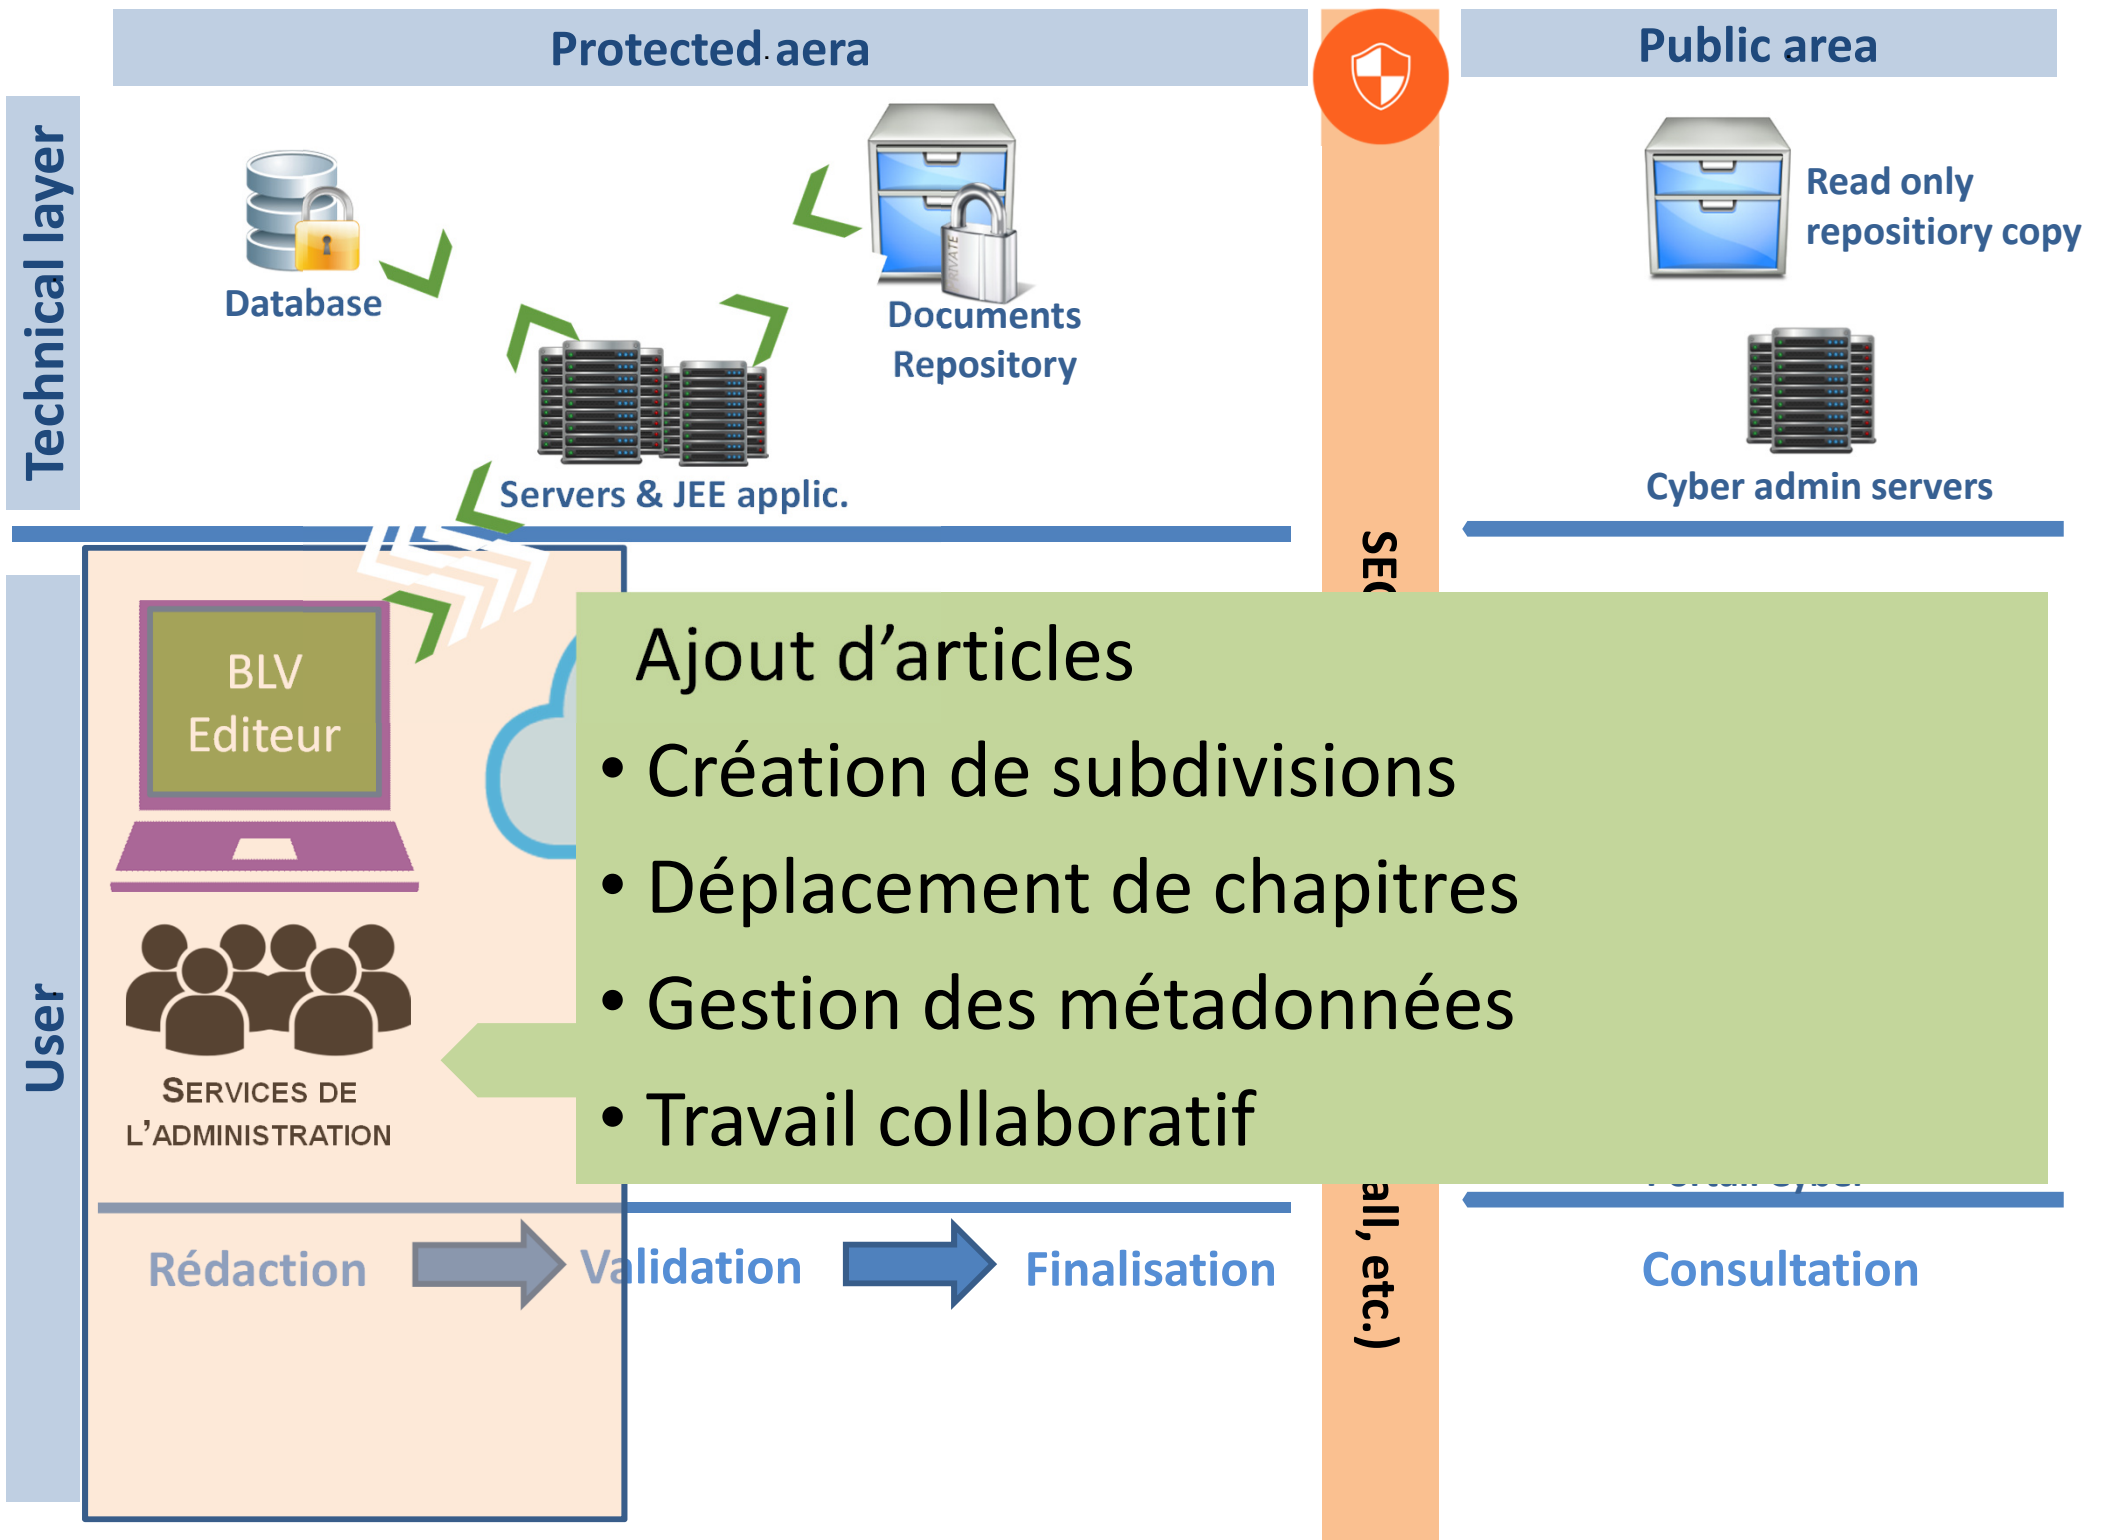 Protected aera
Public area
Technical layer
Database
PRIVATE
Documents
Repository
Servers & JEE applic.
Read only
repositiory copy
Cyber admin servers
User
BLV
Editeur
SERVICES DE
L’ADMINISTRATION
Ajout d’articles
• Création de subdivisions
• Déplacement de chapitres
• Gestion des métadonnées
• Travail collaboratif
etc.)
Rédaction
Validation
Finalisation
Consultation